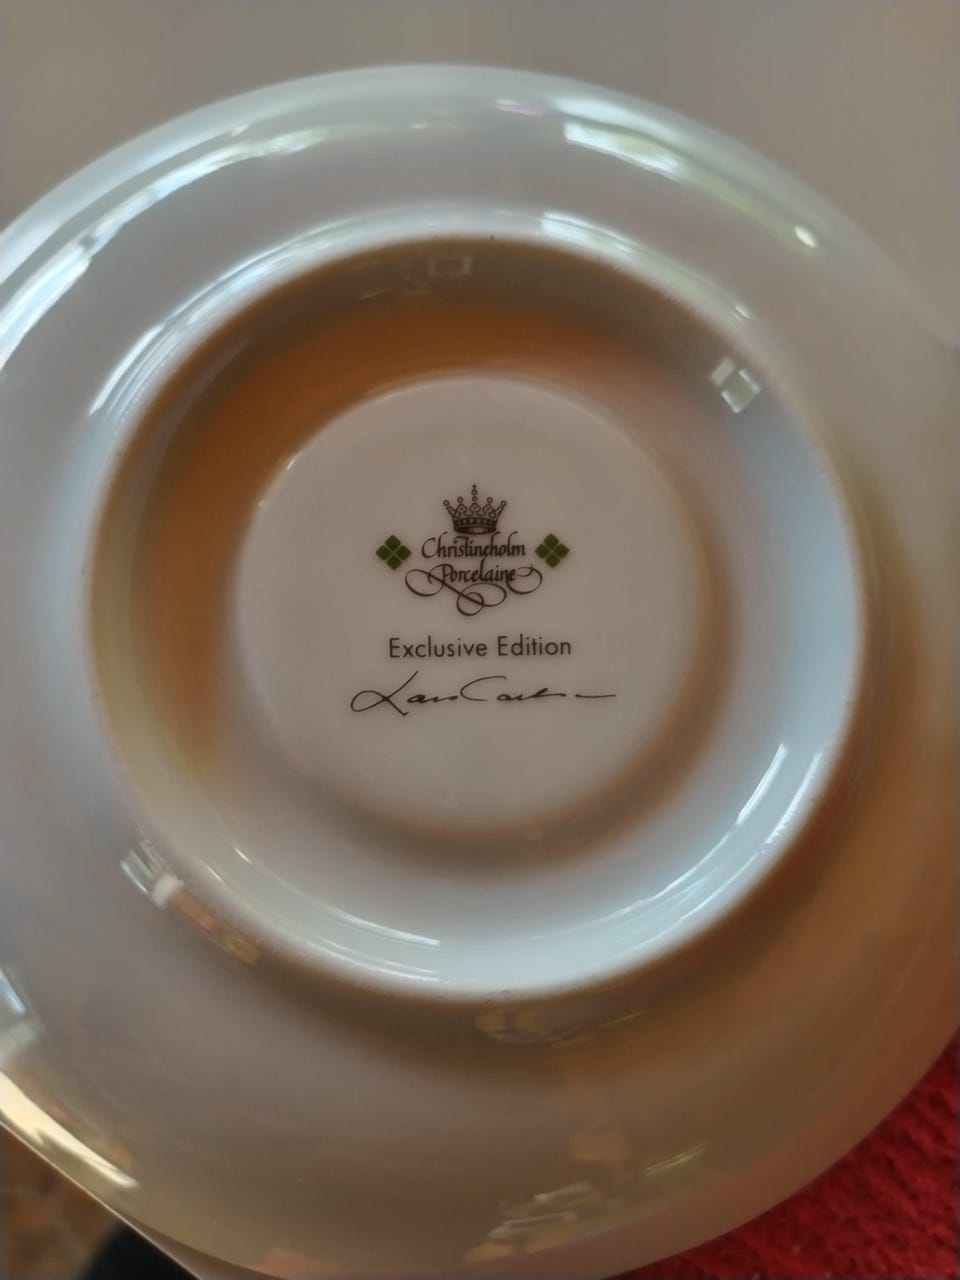 Christineholm
Porcelaine
Exclusive Edition